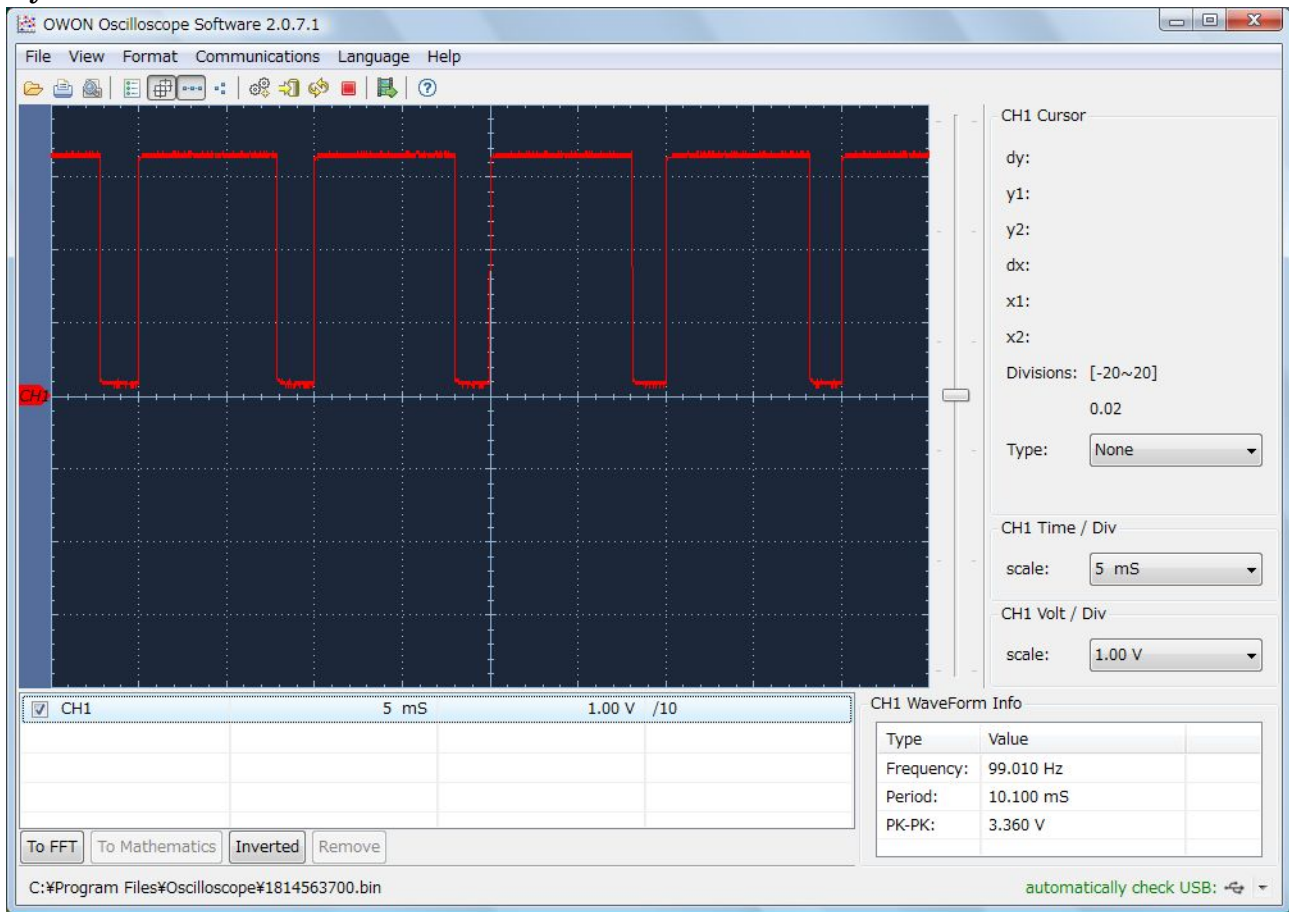 OWON Oscilloscope Software 2.0.7.1
File View Format Communications Language Help
CH1
CH1 Cursor
dy:
y1:
y2:
dx:
x1:
x2:
Divisions: [-20~20]
0.02
Type: None
CH1 Time / Div
scale: 5 mS
CH1 Volt / Div
scale: 1.00 V
CH1 5 mS 1.00 V /10
CH1 WaveForm Info
Type Value
Frequency: 99.010 Hz
Period: 10.100 mS
PK-PK: 3.360 V
To FFT To Mathematics Inverted Remove
C:¥Program Files¥Oscilloscope¥1814563700.bin
automatically check USB: